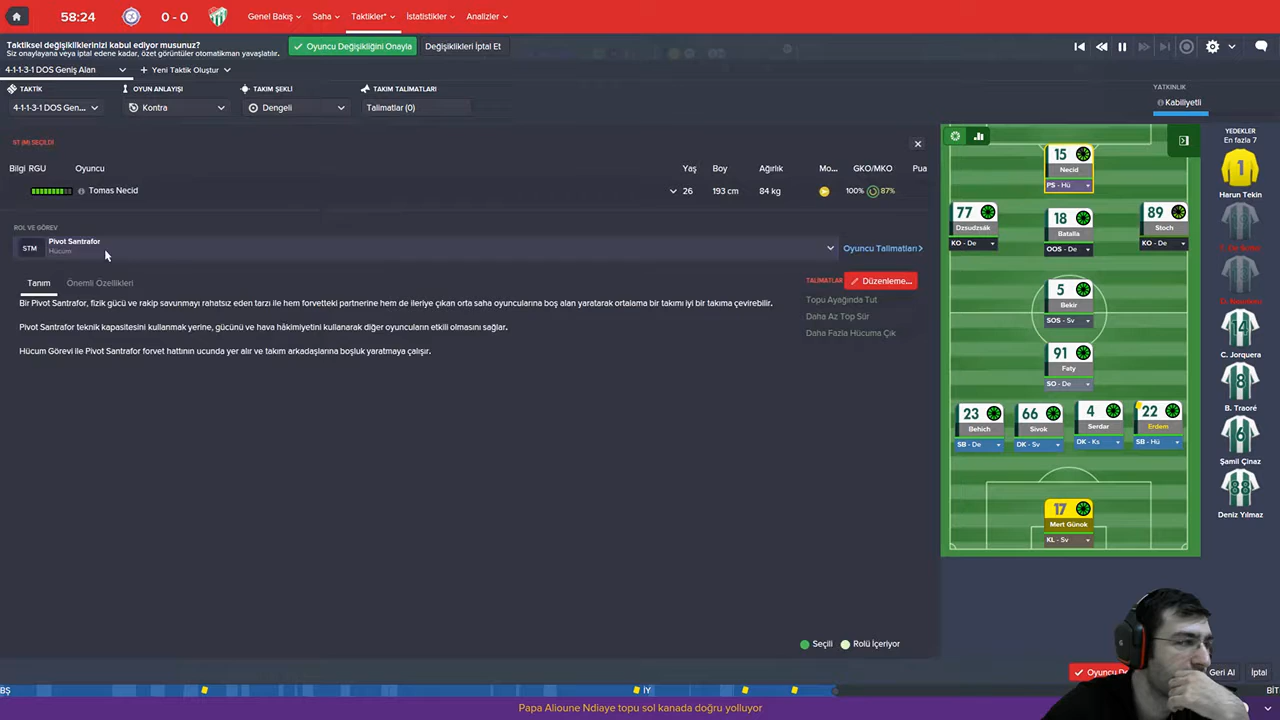 58:24
0 - 0
Genel Bakış
Saha
Taktikler*
İstatistikler
Analizler
Taktiksel değişikliklerinizi kabul ediyor musunuz?
Siz onaylayana veya iptal edene kadar, özet görüntüler otomatikman yavaşlatılır.
Oyuncu Değişikliğini Onayla
Değişiklikleri İptal Et
4-1-1-3-1 DOS Geniş Alan
Yeni Taktik Oluştur
TAKTİK
OYUN ANLAYIŞI
TAKIM ŞEKLİ
TAKIM TALİMATLARI
YATKINLIK
4-1-1-3-1 DOS Gen...
Kontra
Dengeli
Talimatlar (0)
Kabiliyetli
ST (M) SEÇİLDİ
Bilgi RGU
Oyuncu
Yaş
Boy
Ağırlık
Mo...
GKO/MKO
Pua
Tomas Necid
26
193 cm
84 kg
100%
87%
ROL VE GÖREV
STM
Pivot Santrafor
Hücum
Oyuncu Talimatları
Tanım
Önemli Özellikleri
Bir Pivot Santrafor, fizik gücü ve rakip savunmayı rahatsız eden tarzı ile hem forvetteki partnerine hem de ileriye çıkan orta saha oyuncularına boş alan yaratarak ortalama bir takımı iyi bir takıma çevirebilir.
Pivot Santrafor teknik kapasitesini kullanmak yerine, gücünü ve hava hâkimiyetini kullanarak diğer oyuncuların etkili olmasını sağlar.
Hücum Görevi ile Pivot Santrafor forvet hattının ucunda yer alır ve takım arkadaşlarına boşluk yaratmaya çalışır.
TALİMATLAR
Düzenleme...
Topu Ayağında Tut
Daha Az Top Sür
Daha Fazla Hücuma Çık
Seçili
Rolü İçeriyor
15
Necid
PS - Hü
77
Dzsudzsák
KO - De
18
Batalla
OOS - De
89
Stoch
KO - De
5
Bekir
SOS - Sv
91
Faty
SO - De
23
Behich
SB - De
66
Sivok
DK - Sv
4
Serdar
DK - Ks
22
Erdem
SB - Hü
17
Mert Günok
KL - Sv
YEDEKLER
En fazla 7
1
Harun Tekin
14
C. Jorquera
8
B. Traoré
6
Şamil Çinaz
88
Deniz Yılmaz
Geri Al
İptal
İY
BİT
Papa Alioune Ndiaye topu sol kanada doğru yolluyor